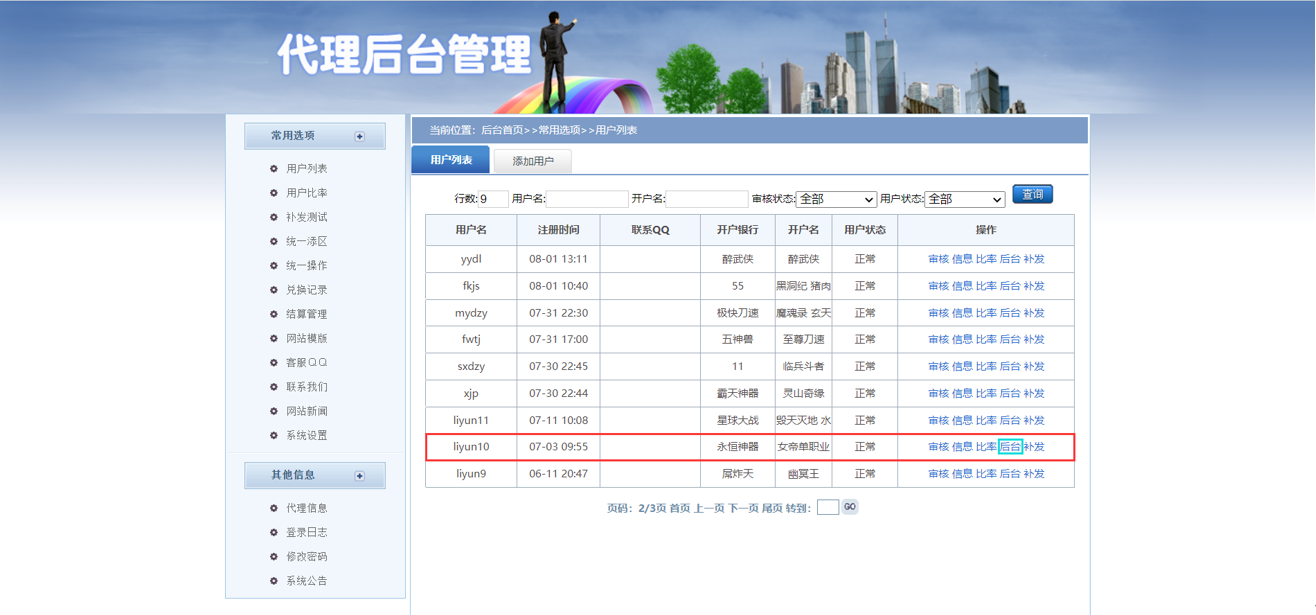 代理后台管理
常用选项
用户列表
用户比率
补发测试
统一添区
统一操作
兑换记录
结算管理
网站模版
客服QQ
联系我们
网站新闻
系统设置
其他信息
代理信息
登录日志
修改密码
系统公告
当前位置：后台首页>>常用选项>>用户列表
用户列表 添加用户
行数:9 用户名: 开户名: 审核状态:全部 用户状态:全部 查询
用户名 注册时间 联系QQ 开户银行 开户名 用户状态 操作
yydl 08-01 13:11 醉武侠 醉武侠 正常 审核 信息 比率 后台 补发
fkjs 08-01 10:40 55 黑洞纪 猪肉 正常 审核 信息 比率 后台 补发
mydzy 07-31 22:30 极快刀速 魔魂录 玄天 正常 审核 信息 比率 后台 补发
fwtj 07-31 17:00 五神兽 至尊刀速 正常 审核 信息 比率 后台 补发
sxdzy 07-30 22:45 11 临兵斗者 正常 审核 信息 比率 后台 补发
xjp 07-30 22:44 霸天神器 灵山奇缘 正常 审核 信息 比率 后台 补发
liyun11 07-11 10:08 星球大战 毁天灭地 水 正常 审核 信息 比率 后台 补发
liyun10 07-03 09:55 永恒神器 女帝单职业 正常 审核 信息 比率 后台 补发
liyun9 06-11 20:47 屌炸天 幽冥王 正常 审核 信息 比率 后台 补发
页码：2/3页 首页 上一页 下一页 尾页 转到： GO